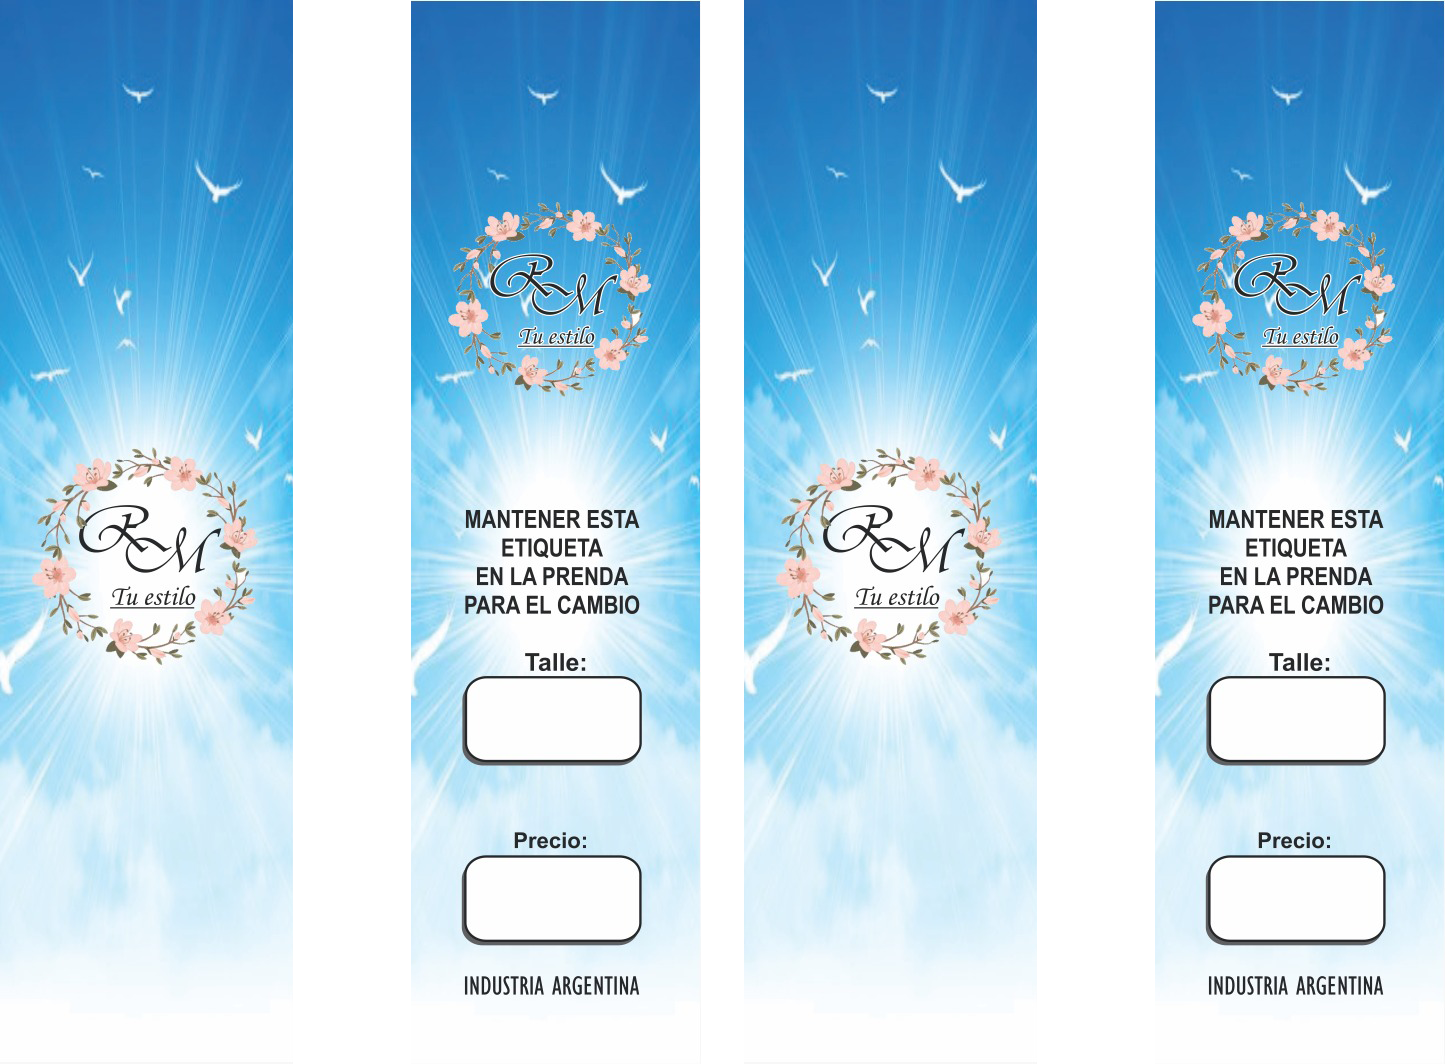 RM
Tu estilo
RM
Tu estilo
MANTENER ESTA
ETIQUETA
EN LA PRENDA
PARA EL CAMBIO
Talle:
Precio:
INDUSTRIA ARGENTINA
RM
Tu estilo
RM
Tu estilo
MANTENER ESTA
ETIQUETA
EN LA PRENDA
PARA EL CAMBIO
Talle:
Precio:
INDUSTRIA ARGENTINA